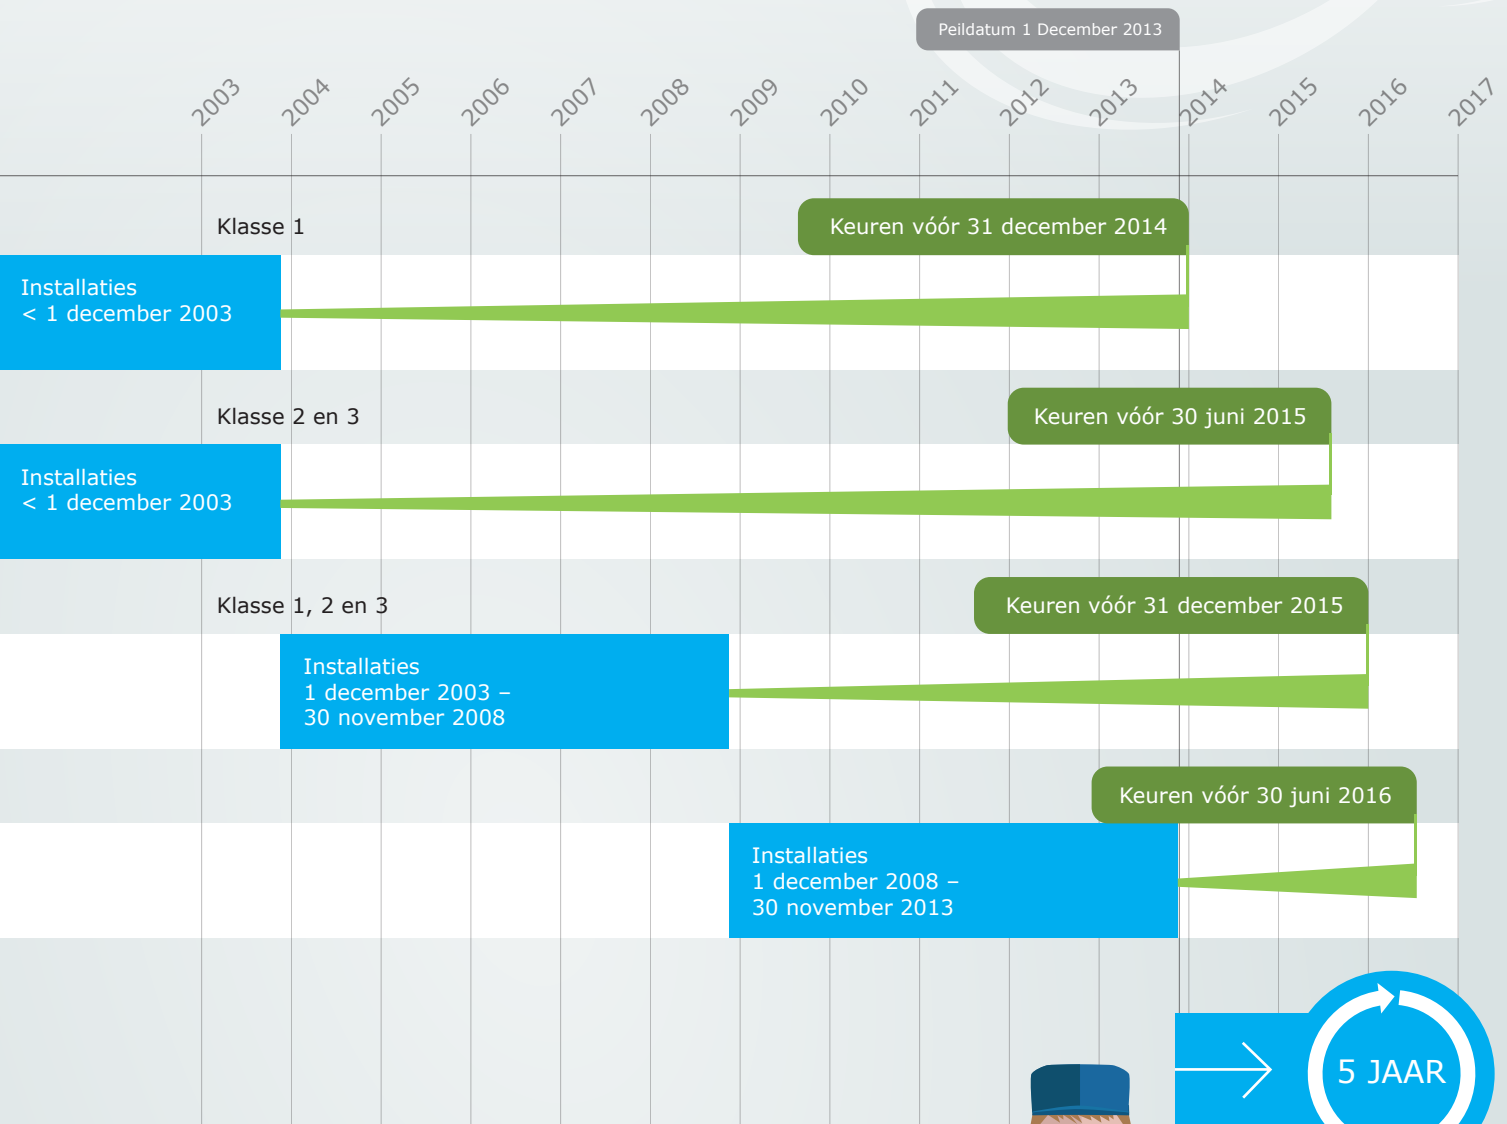 Peildatum 1 December 2013
2003 2004 2005 2006 2007 2008 2009 2010 2011 2012 2013 2014 2015 2016 2017
Klasse 1
Keuren vóór 31 december 2014
Installaties
< 1 december 2003
Klasse 2 en 3
Keuren vóór 30 juni 2015
Installaties
< 1 december 2003
Klasse 1, 2 en 3
Keuren vóór 31 december 2015
Installaties
1 december 2003 –
30 november 2008
Keuren vóór 30 juni 2016
Installaties
1 december 2008 –
30 november 2013
5 JAAR